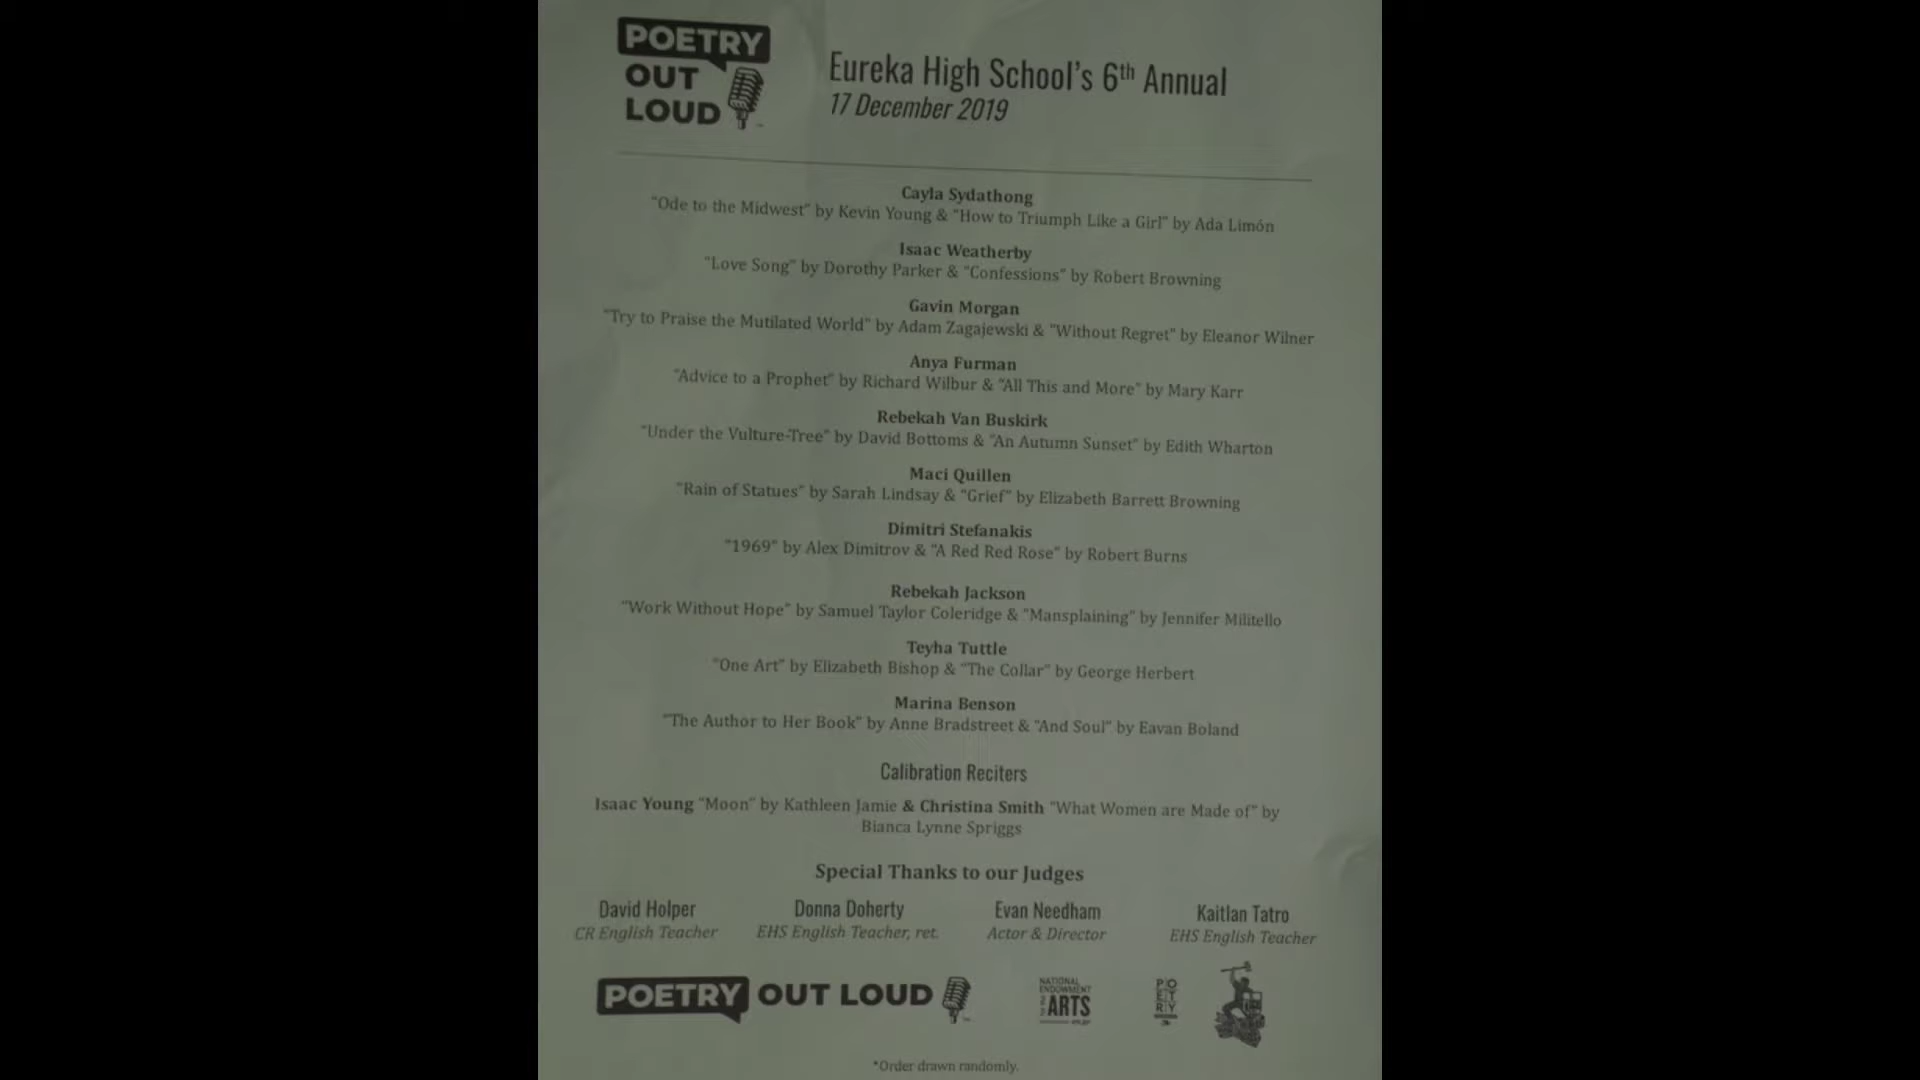 POETRY
OUT
LOUD
Eureka High School's 6th Annual
17 December 2019
Cayla Sydathong
"Ode to the Midwest" by Kevin Young & "How to Triumph Like a Girl" by Ada Limón
Isaac Weatherby
"Love Song" by Dorothy Parker & "Confessions" by Robert Browning
Gavin Morgan
"Try to Praise the Mutilated World" by Adam Zagajewski & "Without Regret" by Eleanor Wilner
Anya Furman
"Advice to a Prophet" by Richard Wilbur & "All This and More" by Mary Karr
Rebekah Van Buskirk
"Under the Vulture-Tree" by David Bottoms & "An Autumn Sunset" by Edith Wharton
Maci Quillen
"Rain of Statues" by Sarah Lindsay & "Grief" by Elizabeth Barrett Browning
Dimitri Stefanakis
"1969" by Alex Dimitrov & "A Red Red Rose" by Robert Burns
Rebekah Jackson
"Work Without Hope" by Samuel Taylor Coleridge & "Mansplaining" by Jennifer Militello
Teyha Tuttle
"One Art" by Elizabeth Bishop & "The Collar" by George Herbert
Marina Benson
"The Author to Her Book" by Anne Bradstreet & "And Soul" by Eavan Boland
Calibration Reciters
Isaac Young "Moon" by Kathleen Jamie & Christina Smith "What Women are Made of" by
Bianca Lynne Spriggs
Special Thanks to our Judges
David Holper Donna Doherty Evan Needham Kaitlan Tatro
CR English Teacher EHS English Teacher, ret. Actor & Director EHS English Teacher
POETRY OUT LOUD
NATIONAL
ENDOWMENT
ARTS
PO
ET
RY
*Order drawn randomly.